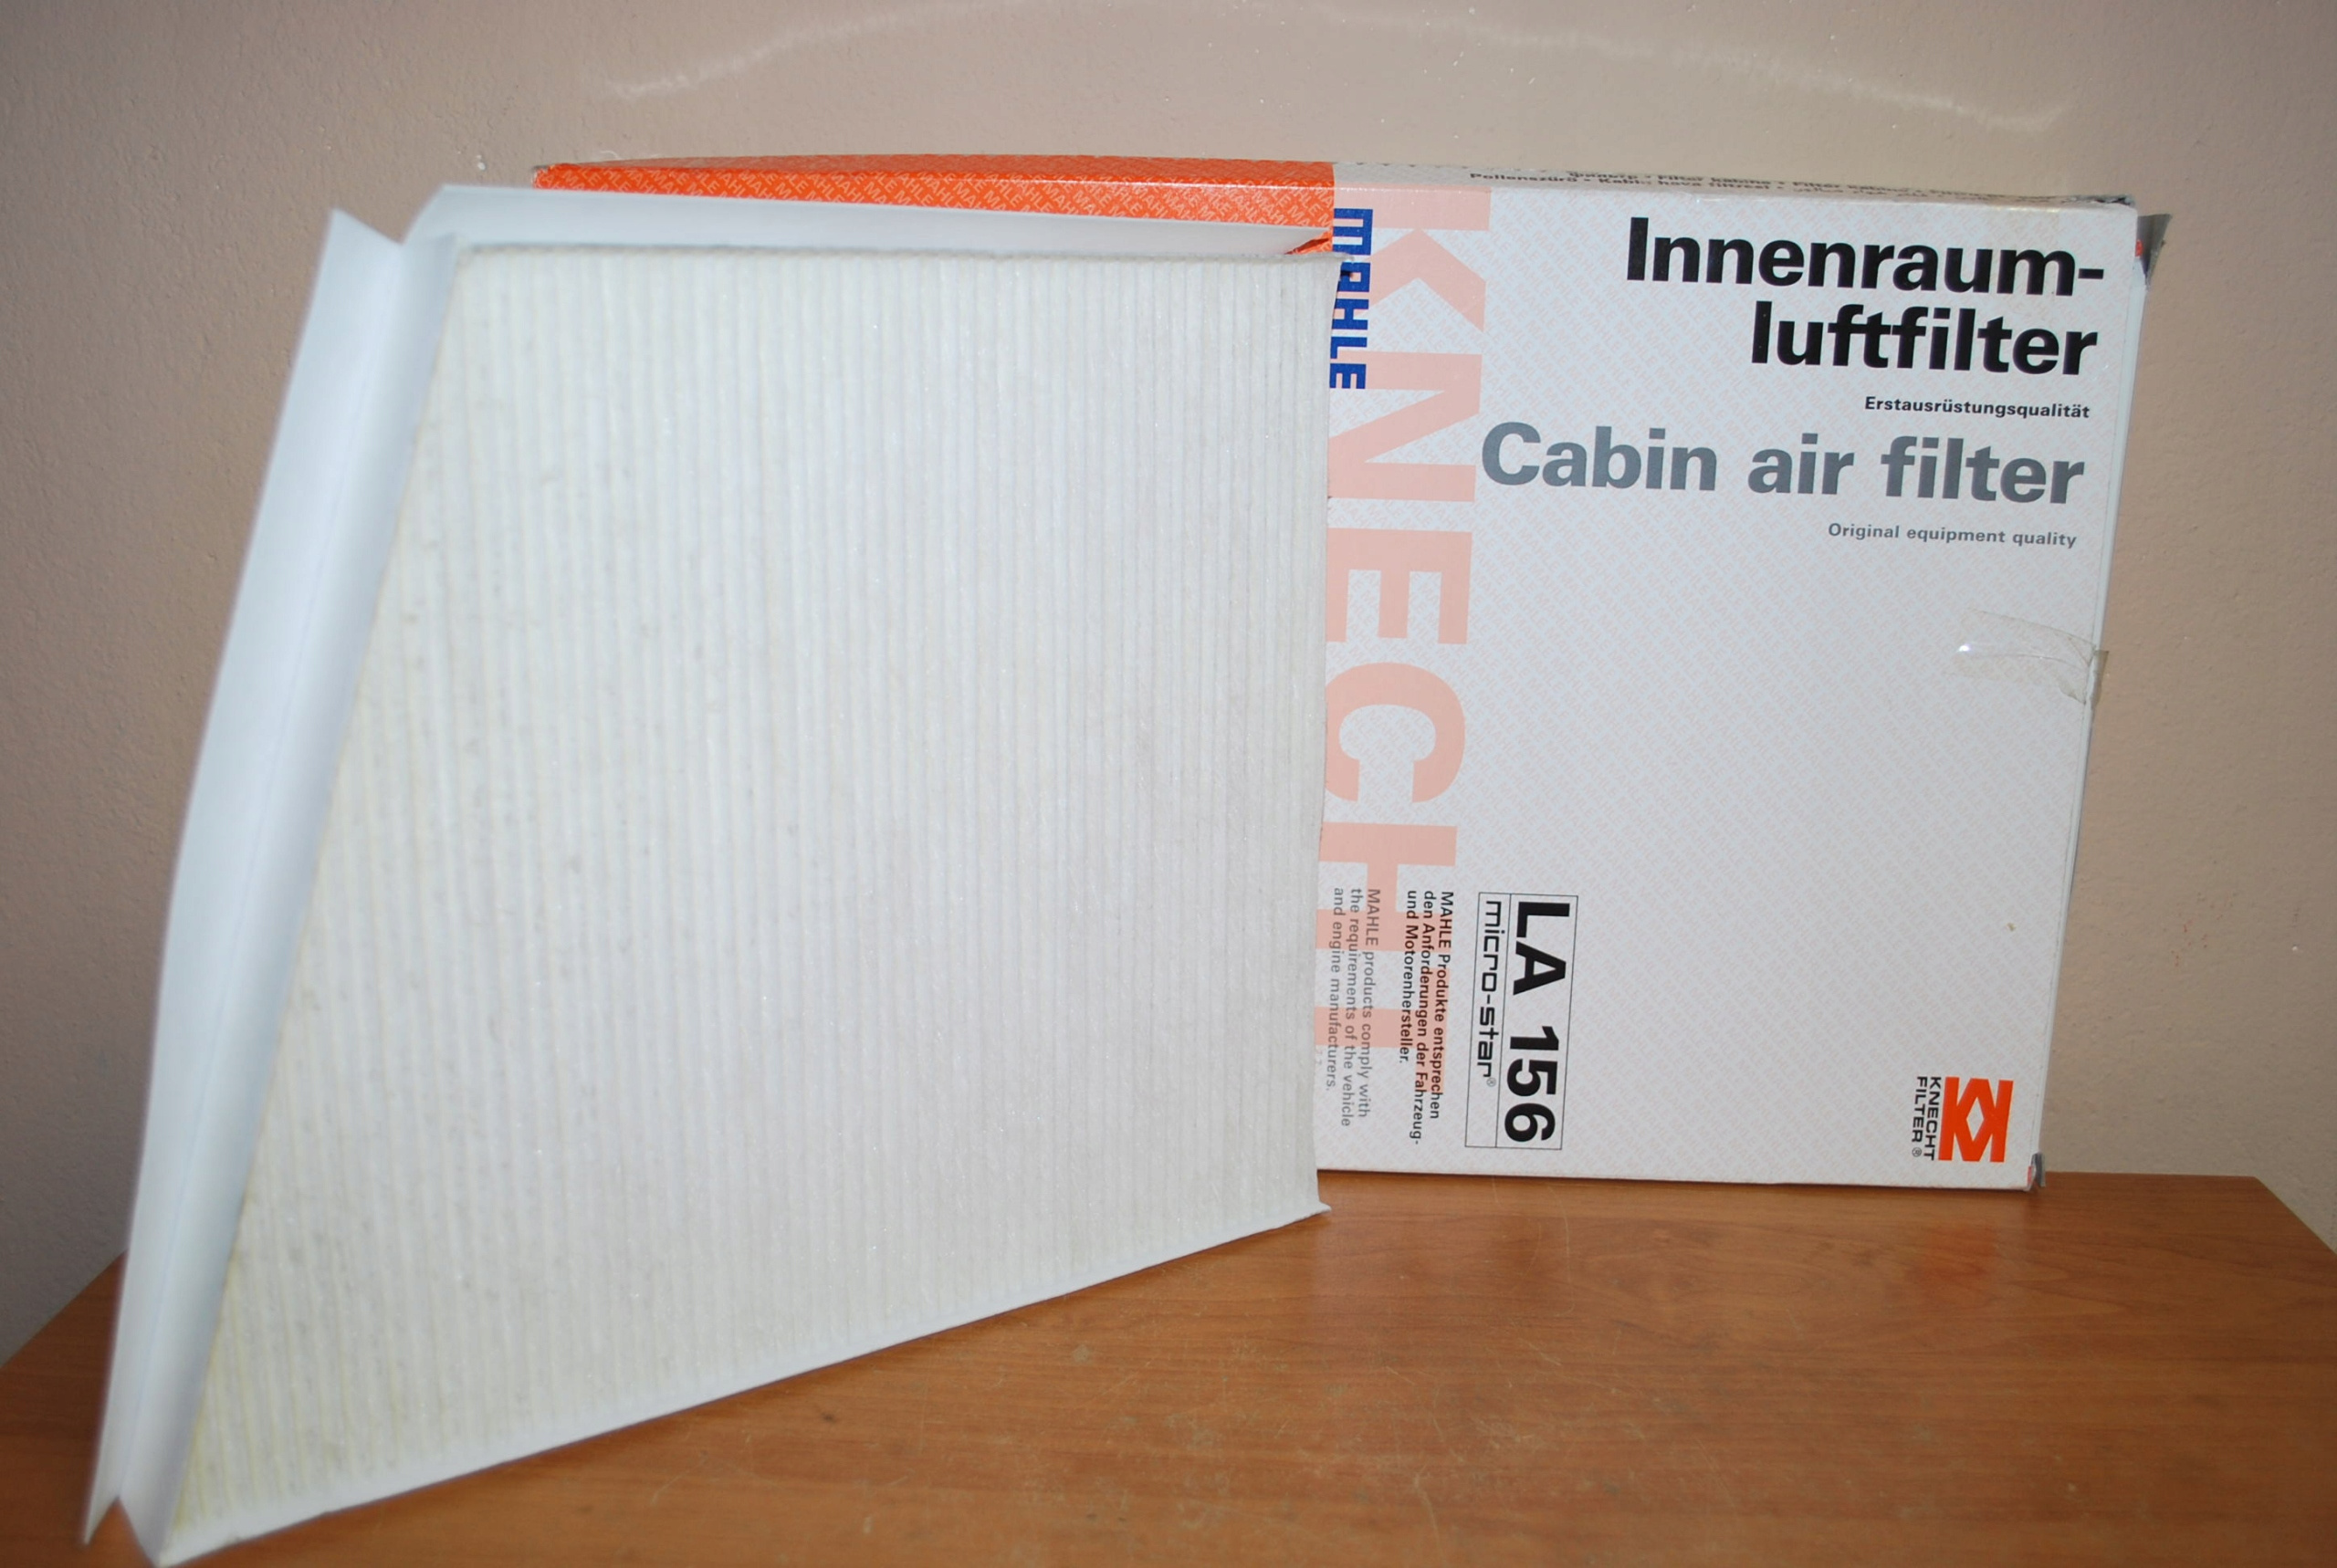 Innenraum-
luftfilter
Erstausrüstungsqualität
Cabin air filter
Original equipment quality
MAHLE
KNECHT
LA 156
micro-star®
MAHLE Produkte entsprechen
den Anforderungen der Fahrzeug-
und Motorenhersteller.
MAHLE products comply with
the requirements of the vehicle
and engine manufacturers.
KNECHT
FILTER®